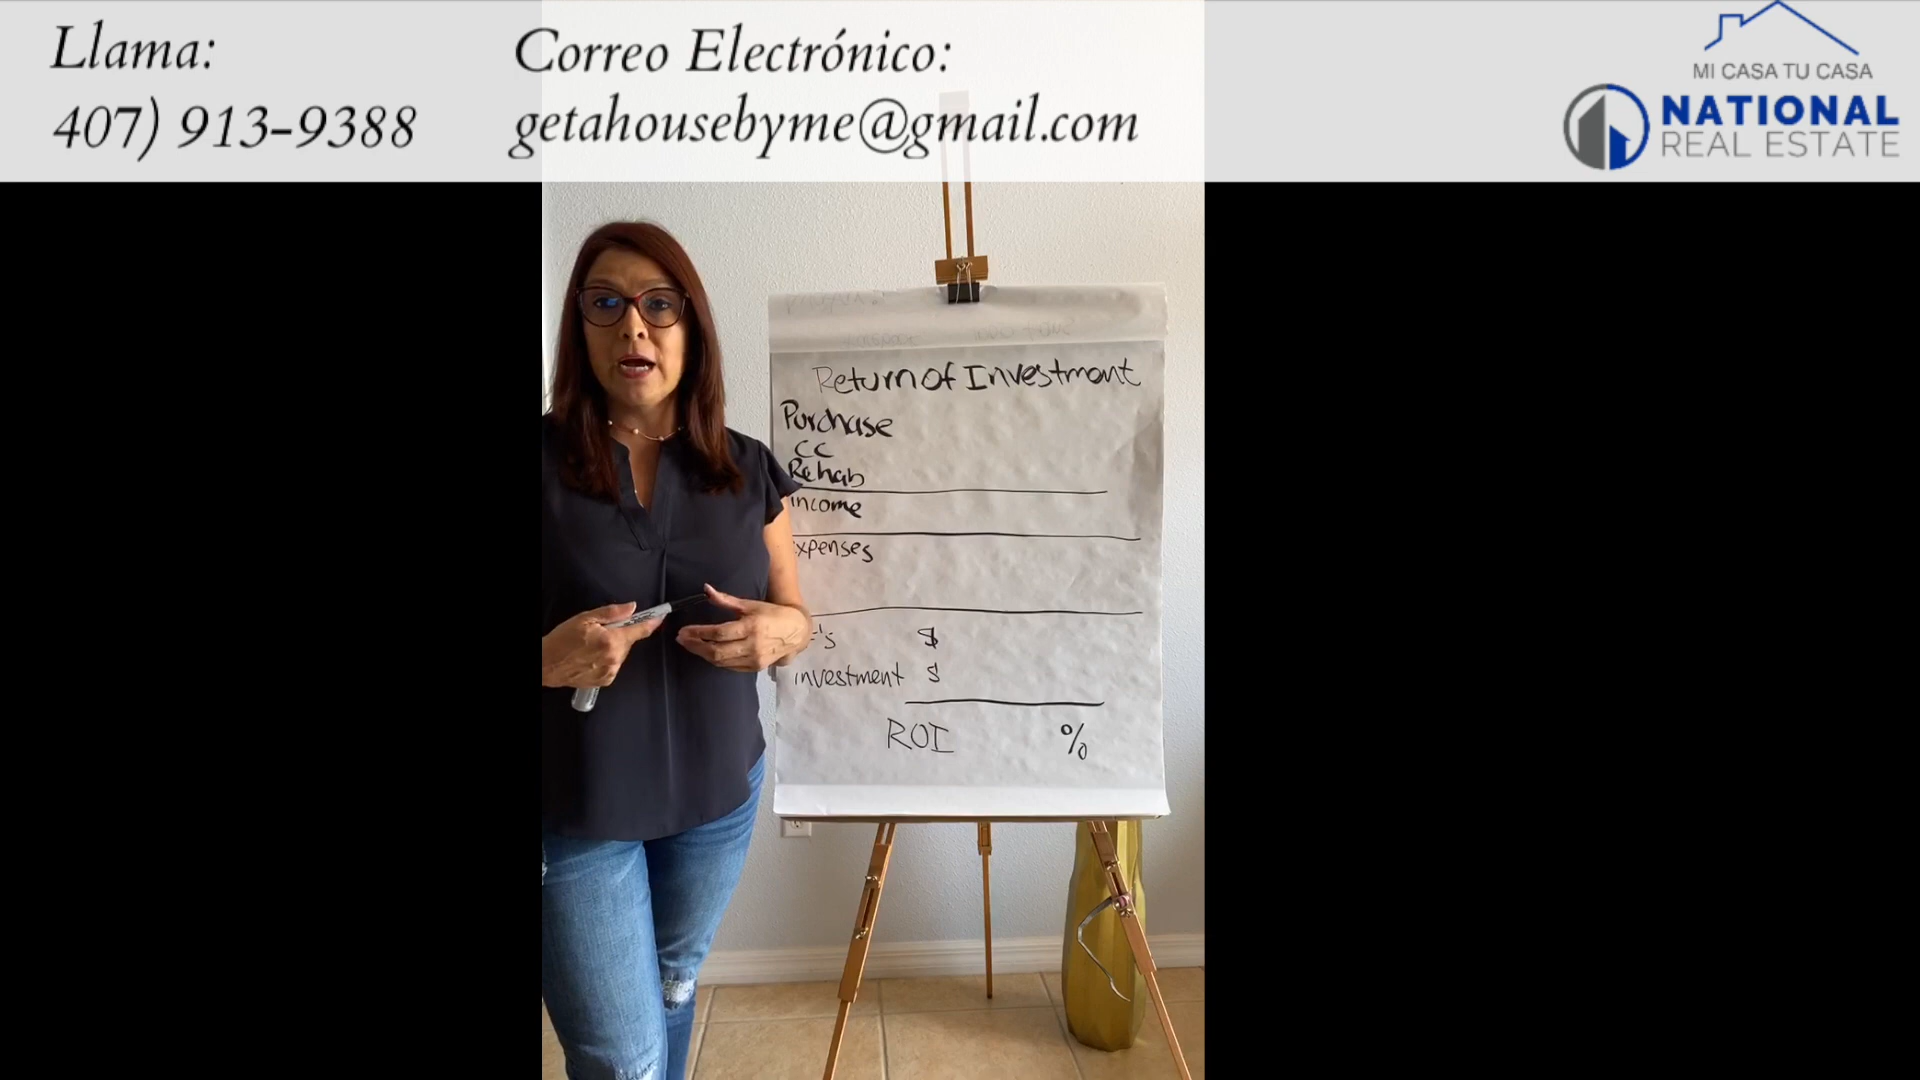 Llama:
407) 913-9388
Correo Electrónico:
getahousebyme@gmail.com
MI CASA TU CASA
NATIONAL
REAL ESTATE
Return of Investment
Purchase
CC
Rehab
income
xpenses
's $
investment $
ROI %